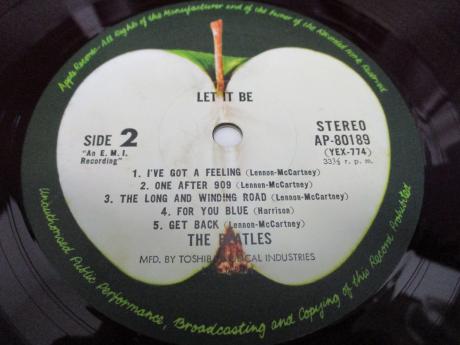 Apple Records · All Rights of the Manufacturer and of the Owner of the Recorded Work Reserved
LET IT BE
SIDE 2
"An E.M.I.
Recording"
STEREO
AP-80189
(YEX-774)
33⅓ r.p.m.
1. I'VE GOT A FEELING (Lennon-McCartney)
2. ONE AFTER 909 (Lennon-McCartney)
3. THE LONG AND WINDING ROAD (Lennon-McCartney)
4. FOR YOU BLUE (Harrison)
5. GET BACK (Lennon-McCartney)
THE BEATLES
MFD. BY TOSHIBA MUSICAL INDUSTRIES
Unauthorised Public Performance, Broadcasting and Copying of this Record Prohibited